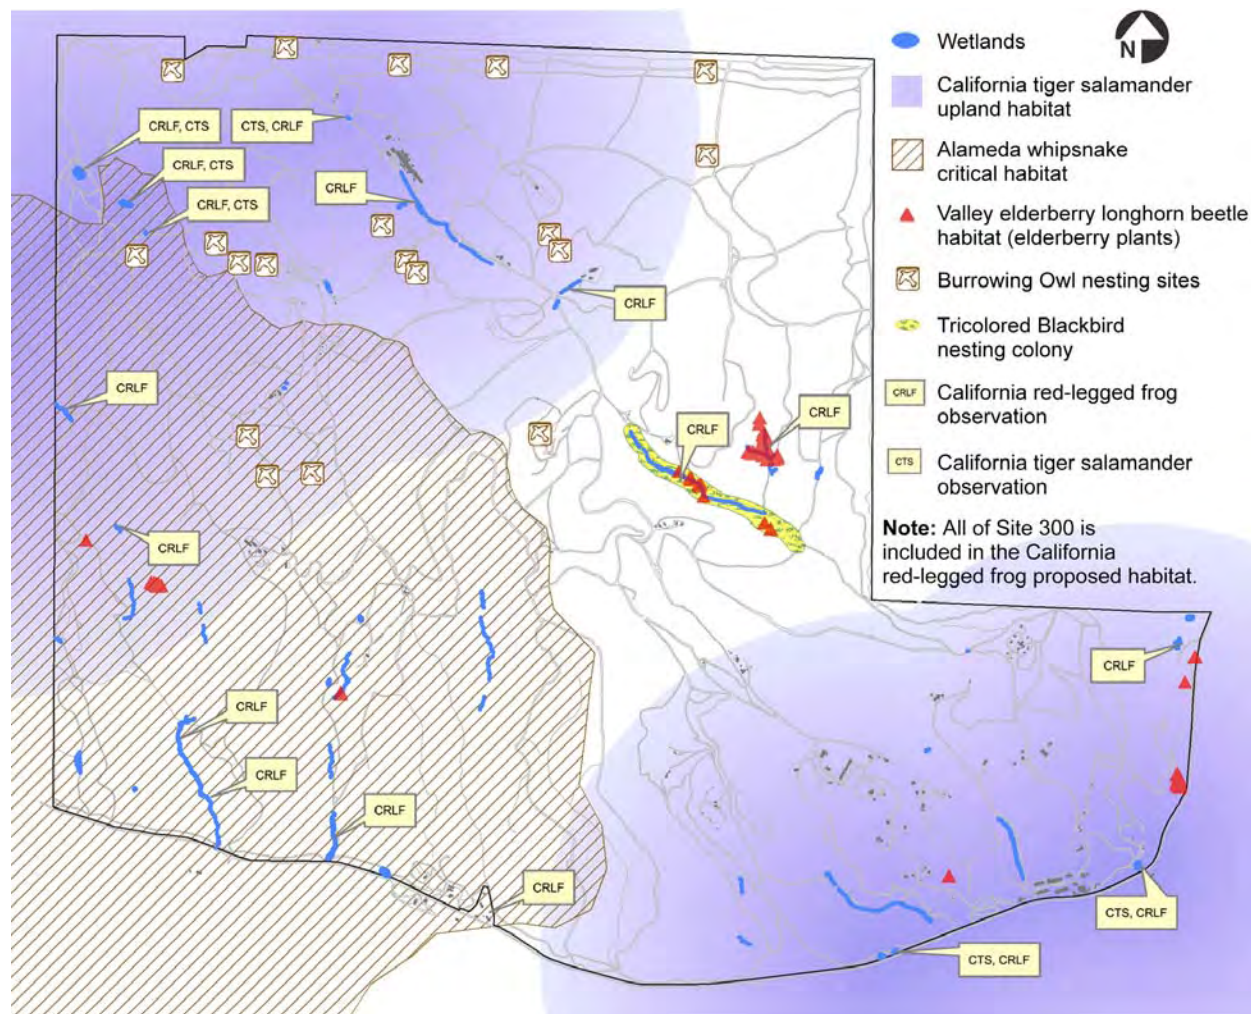 N
Wetlands
California tiger salamander
upland habitat
Alameda whipsnake
critical habitat
Valley elderberry longhorn beetle
habitat (elderberry plants)
Burrowing Owl nesting sites
Tricolored Blackbird
nesting colony
CRLF
California red-legged frog
observation
CTS
California tiger salamander
observation
Note: All of Site 300 is
included in the California
red-legged frog proposed habitat.
CRLF, CTS
CTS, CRLF
CRLF, CTS
CRLF
CRLF, CTS
CRLF
CRLF
CRLF
CRLF
CRLF
CRLF
CRLF
CRLF
CRLF
CRLF
CTS, CRLF
CTS, CRLF